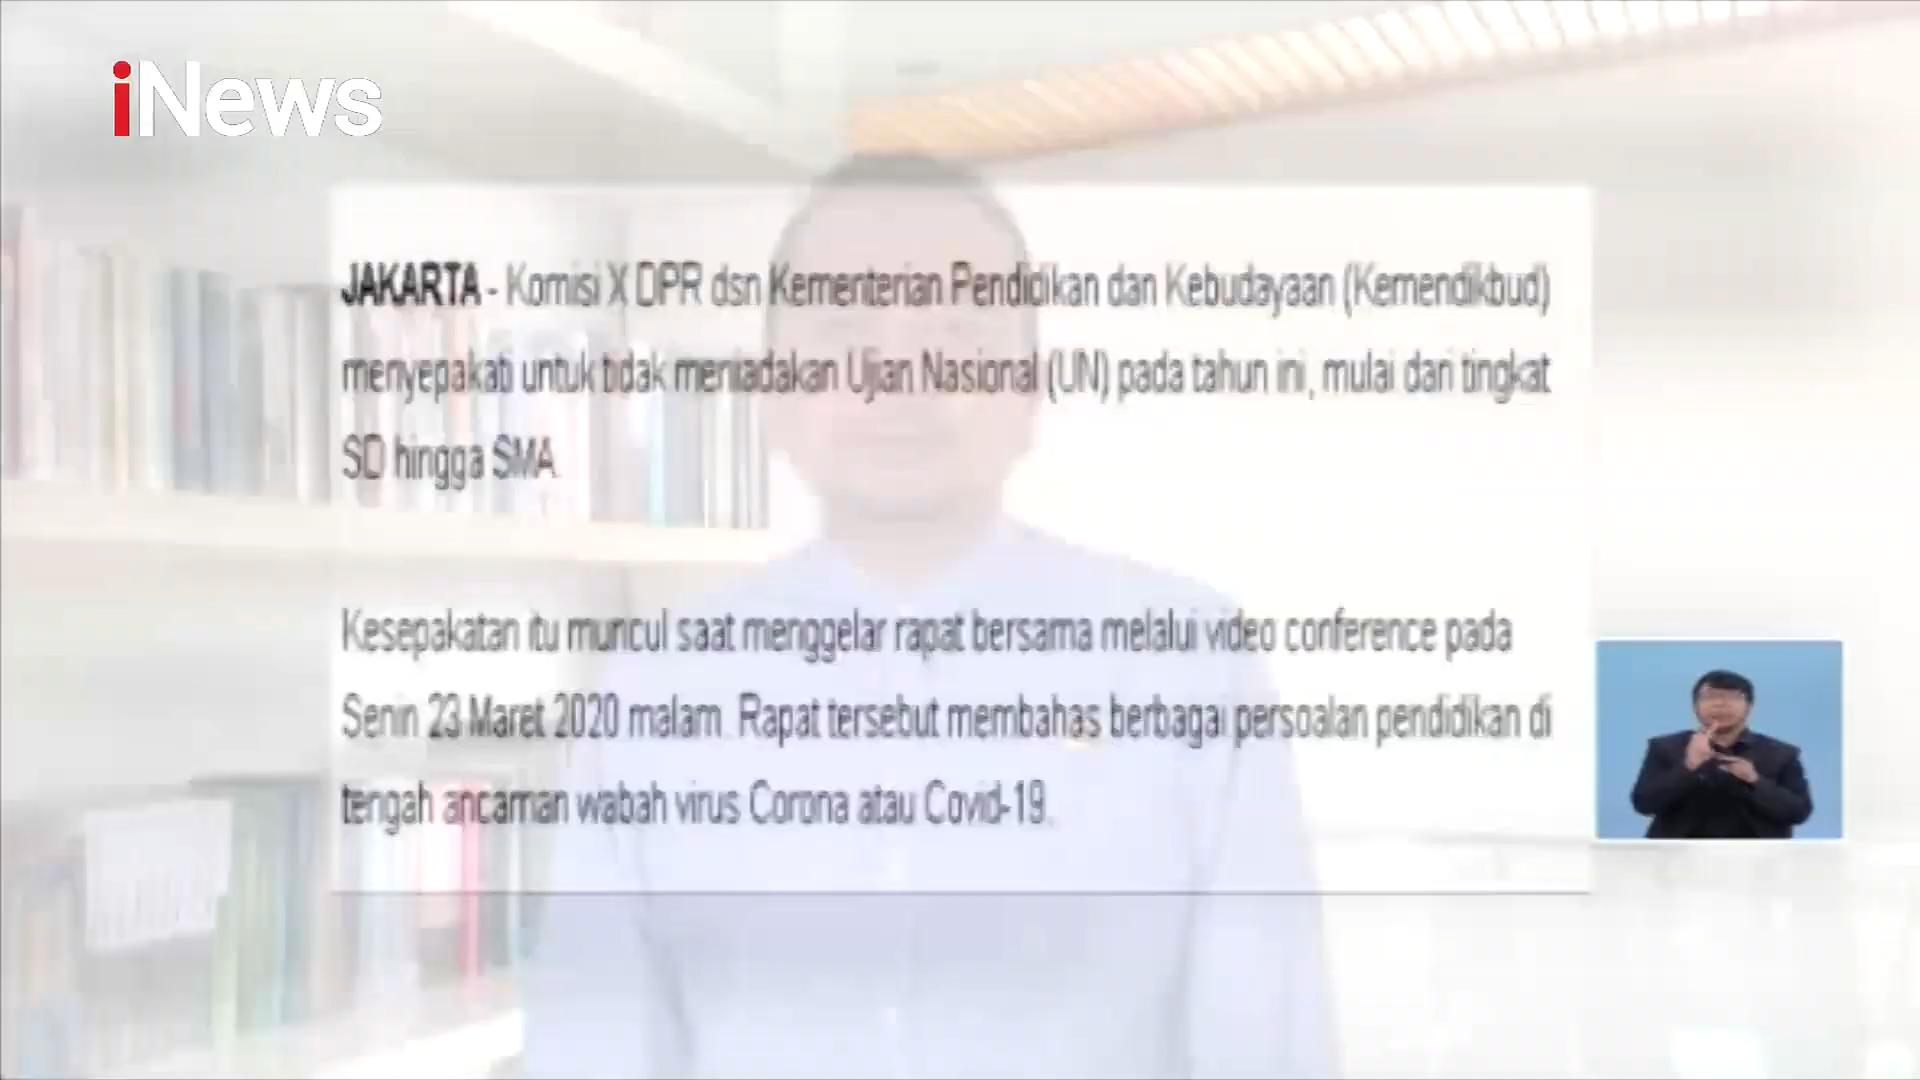 iNews
JAKARTA - Komisi X DPR dsn Kementerian Pendidikan dan Kebudayaan (Kemendikbud)
menyepakati untuk tidak meniadakan Ujian Nasional (UN) pada tahun ini, mulai dari tingkat
SD hingga SMA.
Kesepakatan itu muncul saat menggelar rapat bersama melalui video conference pada
Senin 23 Maret 2020 malam. Rapat tersebut membahas berbagai persoalan pendidikan di
tengah ancaman wabah virus Corona atau Covid-19.